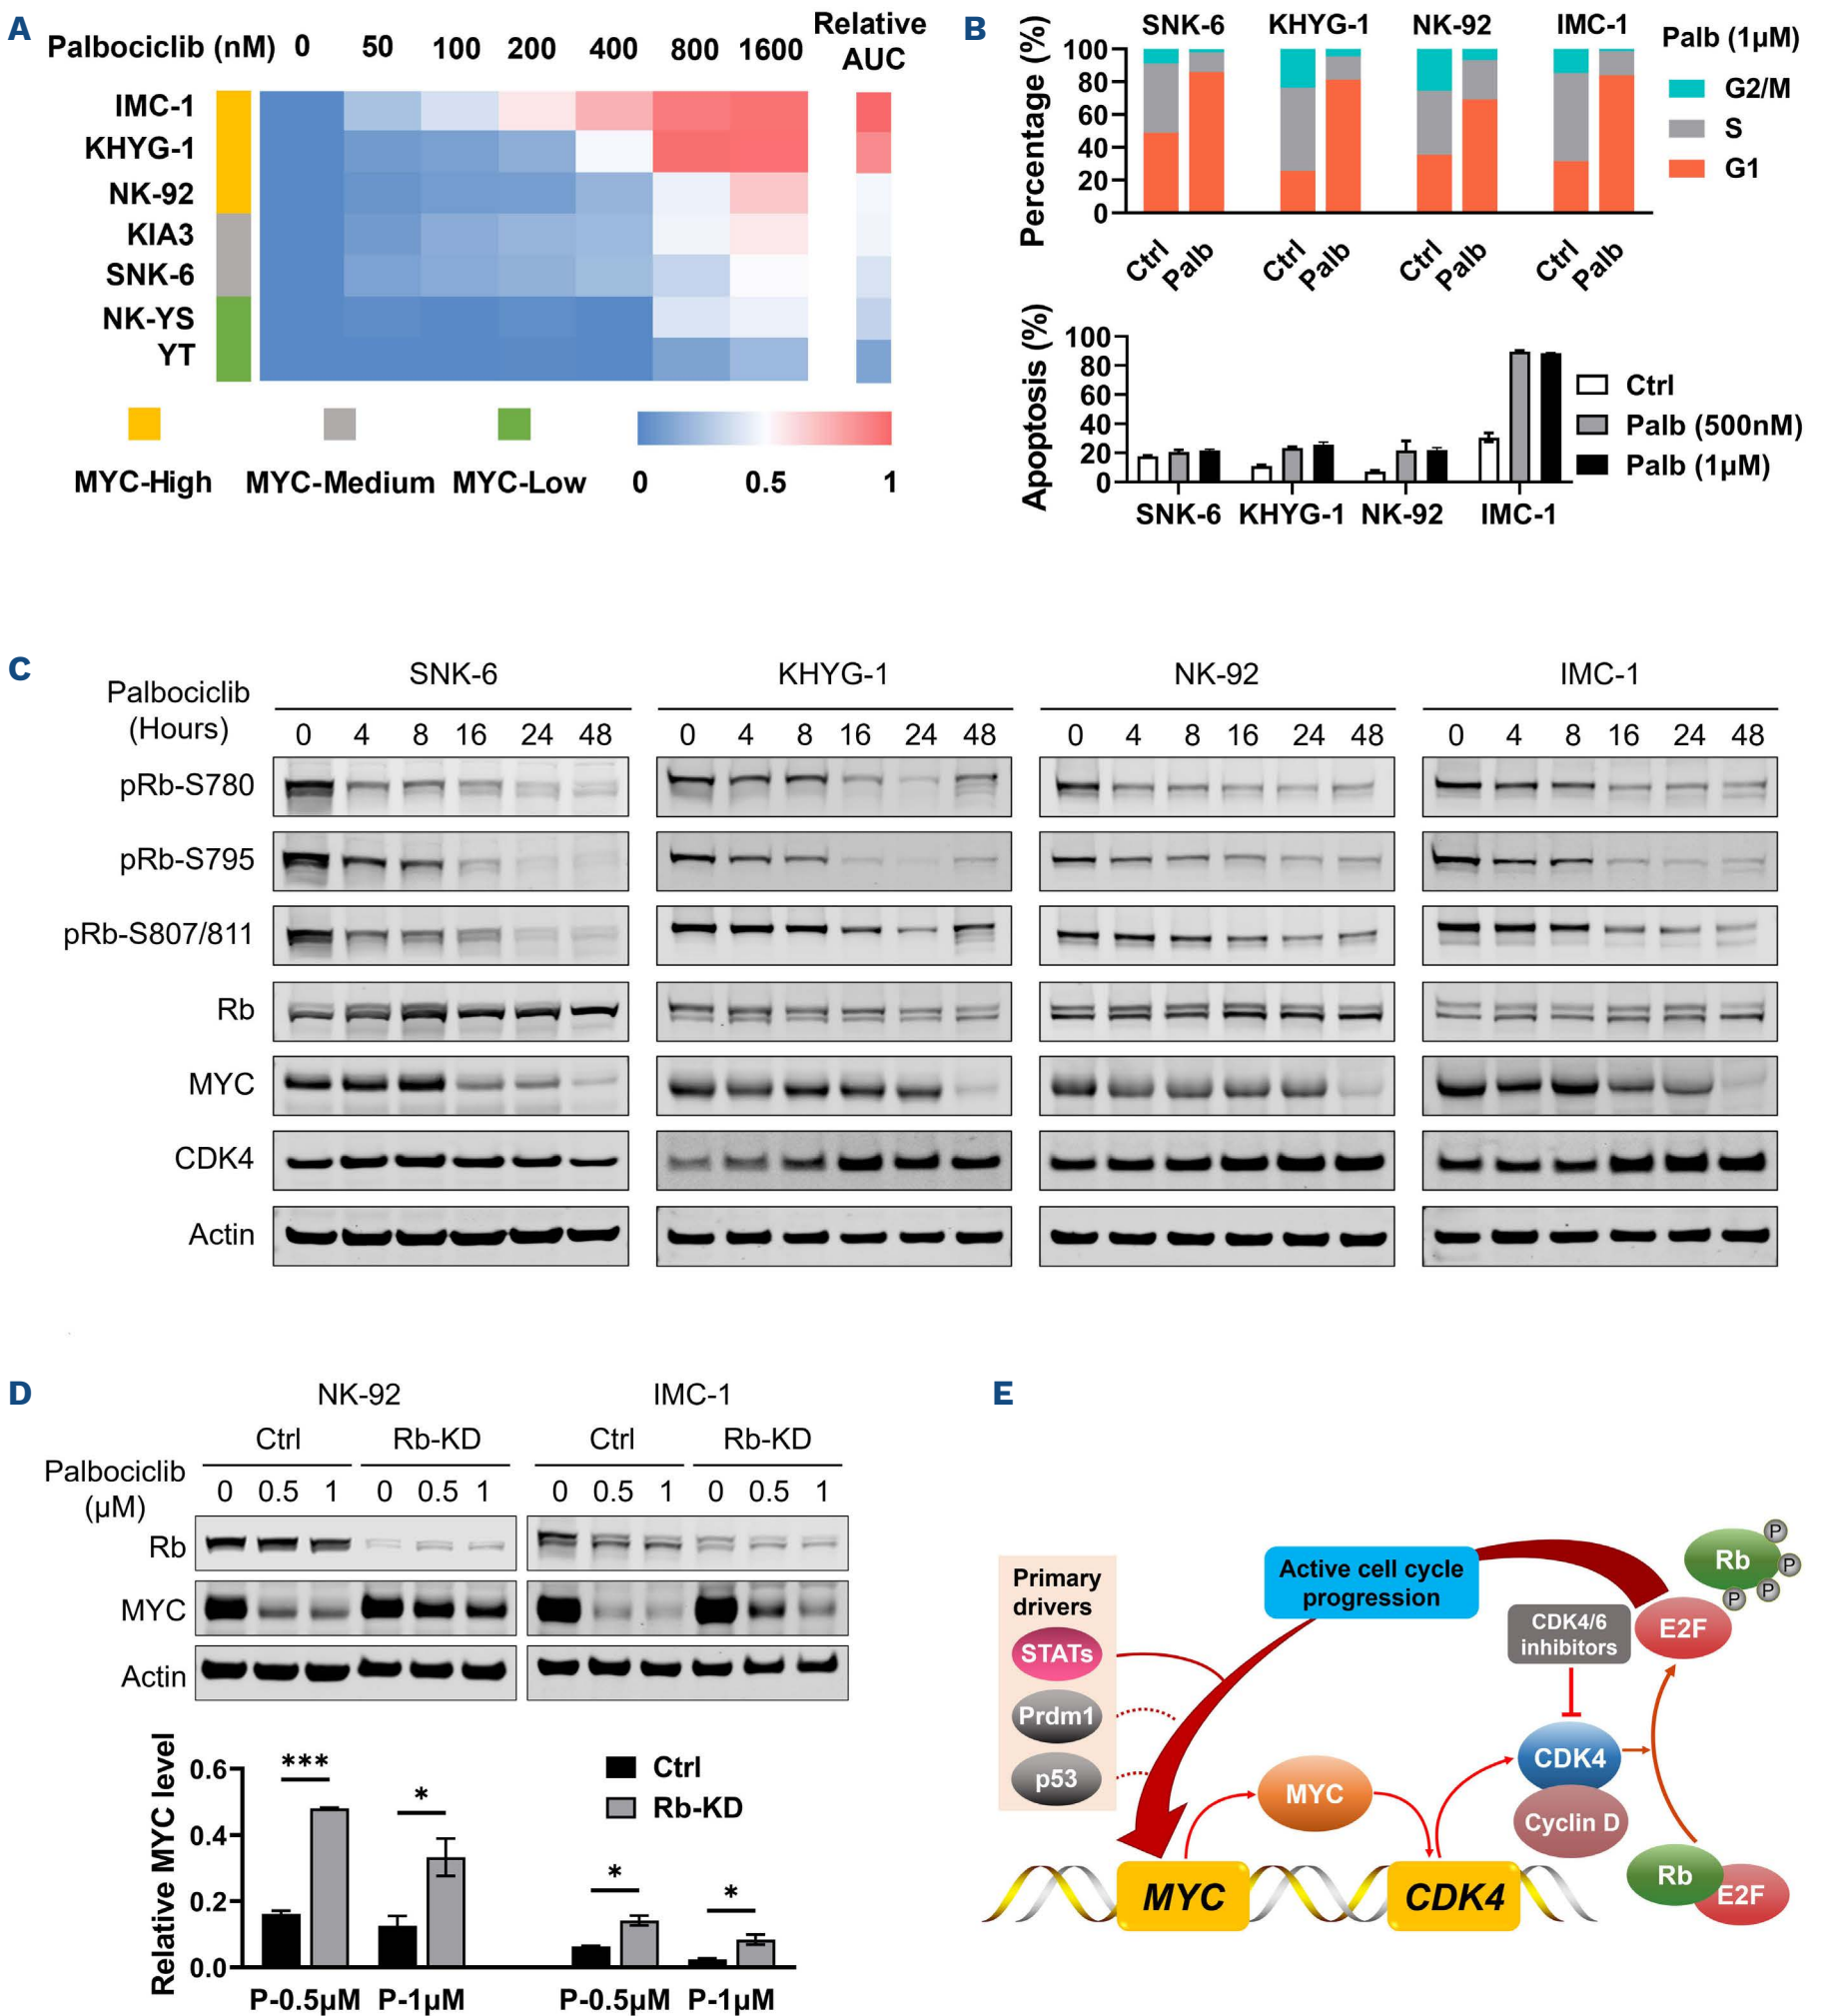 A
Palbociclib (nM) 0 50 100 200 400 800 1600
Relative
AUC
IMC-1
KHYG-1
NK-92
KIA3
SNK-6
NK-YS
YT
MYC-High MYC-Medium MYC-Low
0 0.5 1
B
SNK-6 KHYG-1 NK-92 IMC-1
Palb (1µM)
G2/M
S
G1
Percentage (%)
100
80
60
40
20
0
Ctrl Palb Ctrl Palb Ctrl Palb Ctrl Palb
Apoptosis (%)
100
80
60
40
20
0
Ctrl
Palb (500nM)
Palb (1µM)
SNK-6 KHYG-1 NK-92 IMC-1
C
SNK-6 KHYG-1 NK-92 IMC-1
Palbociclib
(Hours)
0 4 8 16 24 48 0 4 8 16 24 48 0 4 8 16 24 48 0 4 8 16 24 48
pRb-S780
pRb-S795
pRb-S807/811
Rb
MYC
CDK4
Actin
D
NK-92 IMC-1
Ctrl Rb-KD Ctrl Rb-KD
Palbociclib
(µM)
0 0.5 1 0 0.5 1 0 0.5 1 0 0.5 1
Rb
MYC
Actin
Relative MYC level
0.6
0.4
0.2
0.0
*** * * *
Ctrl
Rb-KD
P-0.5µM P-1µM P-0.5µM P-1µM
E
Primary
drivers
STATs
Prdm1
p53
Active cell cycle
progression
CDK4/6
inhibitors
Rb
P
P
P
P
E2F
CDK4
Cyclin D
MYC
Rb
E2F
MYC
CDK4